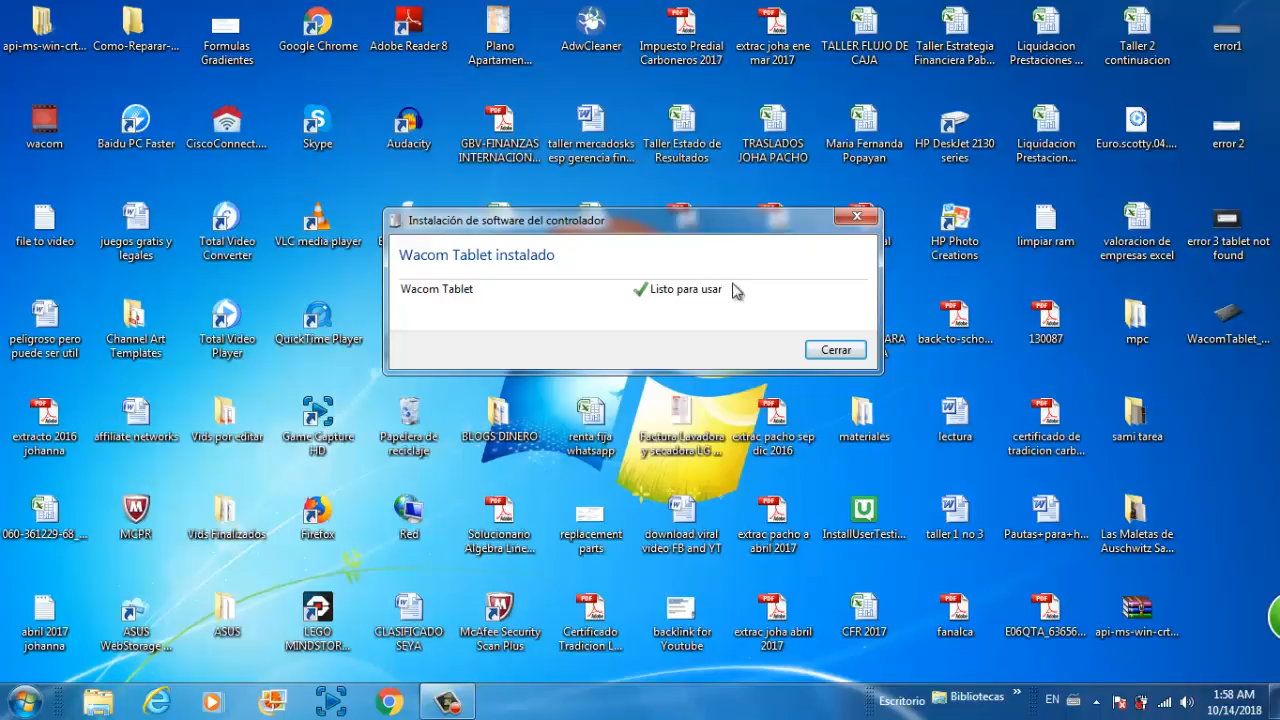 api-ms-win-crt...
Como-Reparar-...
Formulas
Gradientes
Google Chrome
Adobe Reader 8
Plano
Apartamen...
AdwCleaner
Impuesto Predial
Carboneros 2017
extrac joha ene
mar 2017
TALLER FLUJO DE
CAJA
Taller Estrategia
Financiera Pab...
Liquidacion
Prestaciones ...
Taller 2
continuacion
error1
wacom
Baidu PC Faster
CiscoConnect....
Skype
Audacity
GBV-FINANZAS
INTERNACION...
taller mercadosks
esp gerencia fin...
Taller Estado de
Resultados
TRASLADOS
JOHA PACHO
Maria Fernanda
Popayan
HP DeskJet 2130
series
Liquidacion
Prestacion...
Euro.scotty.04....
error 2
file to video
juegos gratis y
legales
Total Video
Converter
VLC media player
Instalación de software del controlador
Wacom Tablet instalado
Wacom Tablet
Listo para usar
Cerrar
HP Photo
Creations
limpiar ram
valoracion de
empresas excel
error 3 tablet not
found
peligroso pero
puede ser util
Channel Art
Templates
Total Video
Player
QuickTime Player
back-to-scho...
130087
mpc
WacomTablet_...
extracto 2016
johanna
affiliate networks
Vids por editar
Game Capture
HD
Papelera de
reciclaje
BLOGS DINERO
renta fija
whatsapp
Factura Lavadora
y secadora LG ...
extrac pacho sep
dic 2016
materiales
lectura
certificado de
tradicion carb...
sami tarea
060-361229-68_...
MCPR
Vids Finalizados
Firefox
Red
Solucionario
Algebra Line...
replacement
parts
download viral
video FB and YT
extrac pacho a
abril 2017
InstallUserTesti...
taller 1 no 3
Pautas+para+h...
Las Maletas de
Auschwitz Sa...
abril 2017
johanna
ASUS
WebStorage ...
ASUS
LEGO
MINDSTOR...
CLASIFICADO
SEYA
McAfee Security
Scan Plus
Certificado
Tradicion L...
backlink for
Youtube
extrac joha abril
2017
CFR 2017
fanalca
E06QTA_63656...
api-ms-win-crt...
Escritorio
Bibliotecas
»
EN
1:58 AM
10/14/2018